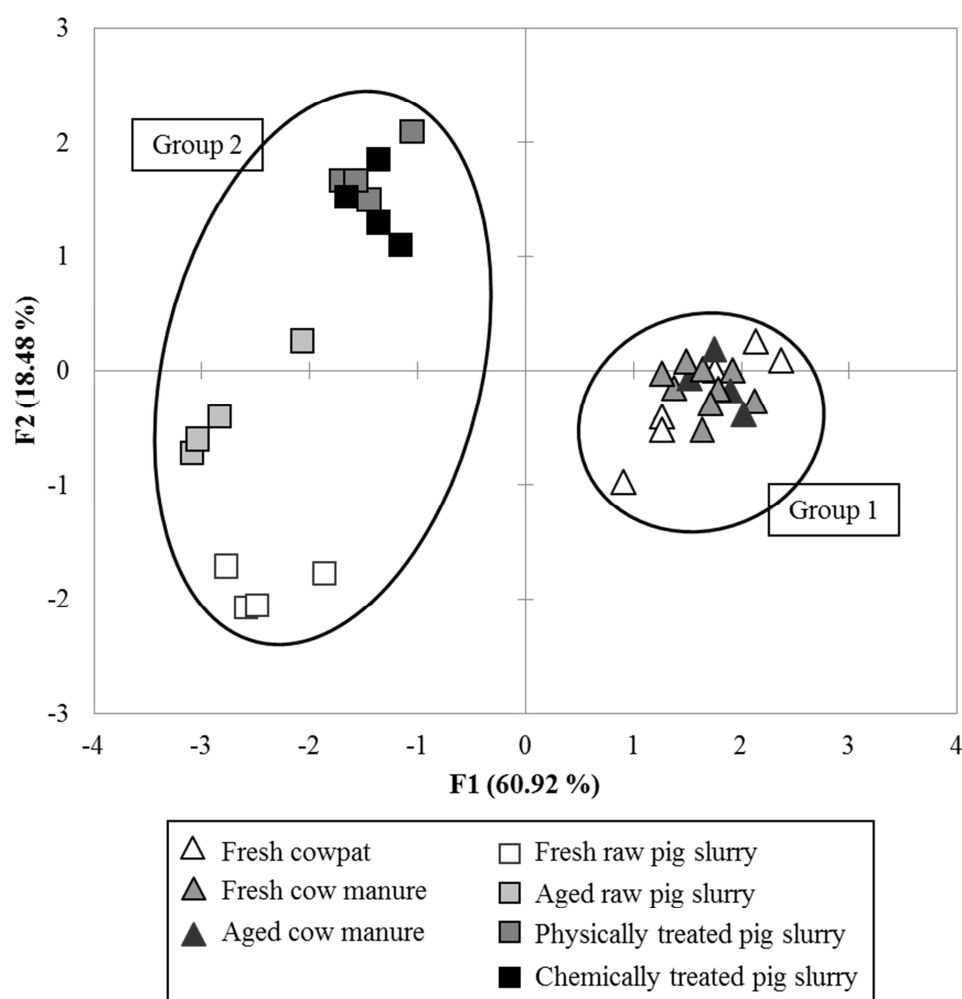 3
Group 2
2
1
0
Group 1
-1
-2
-3
F2 (18.48 %)
-4 -3 -2 -1 0 1 2 3 4
F1 (60.92 %)
Fresh cowpat
Fresh cow manure
Aged cow manure
Fresh raw pig slurry
Aged raw pig slurry
Physically treated pig slurry
Chemically treated pig slurry